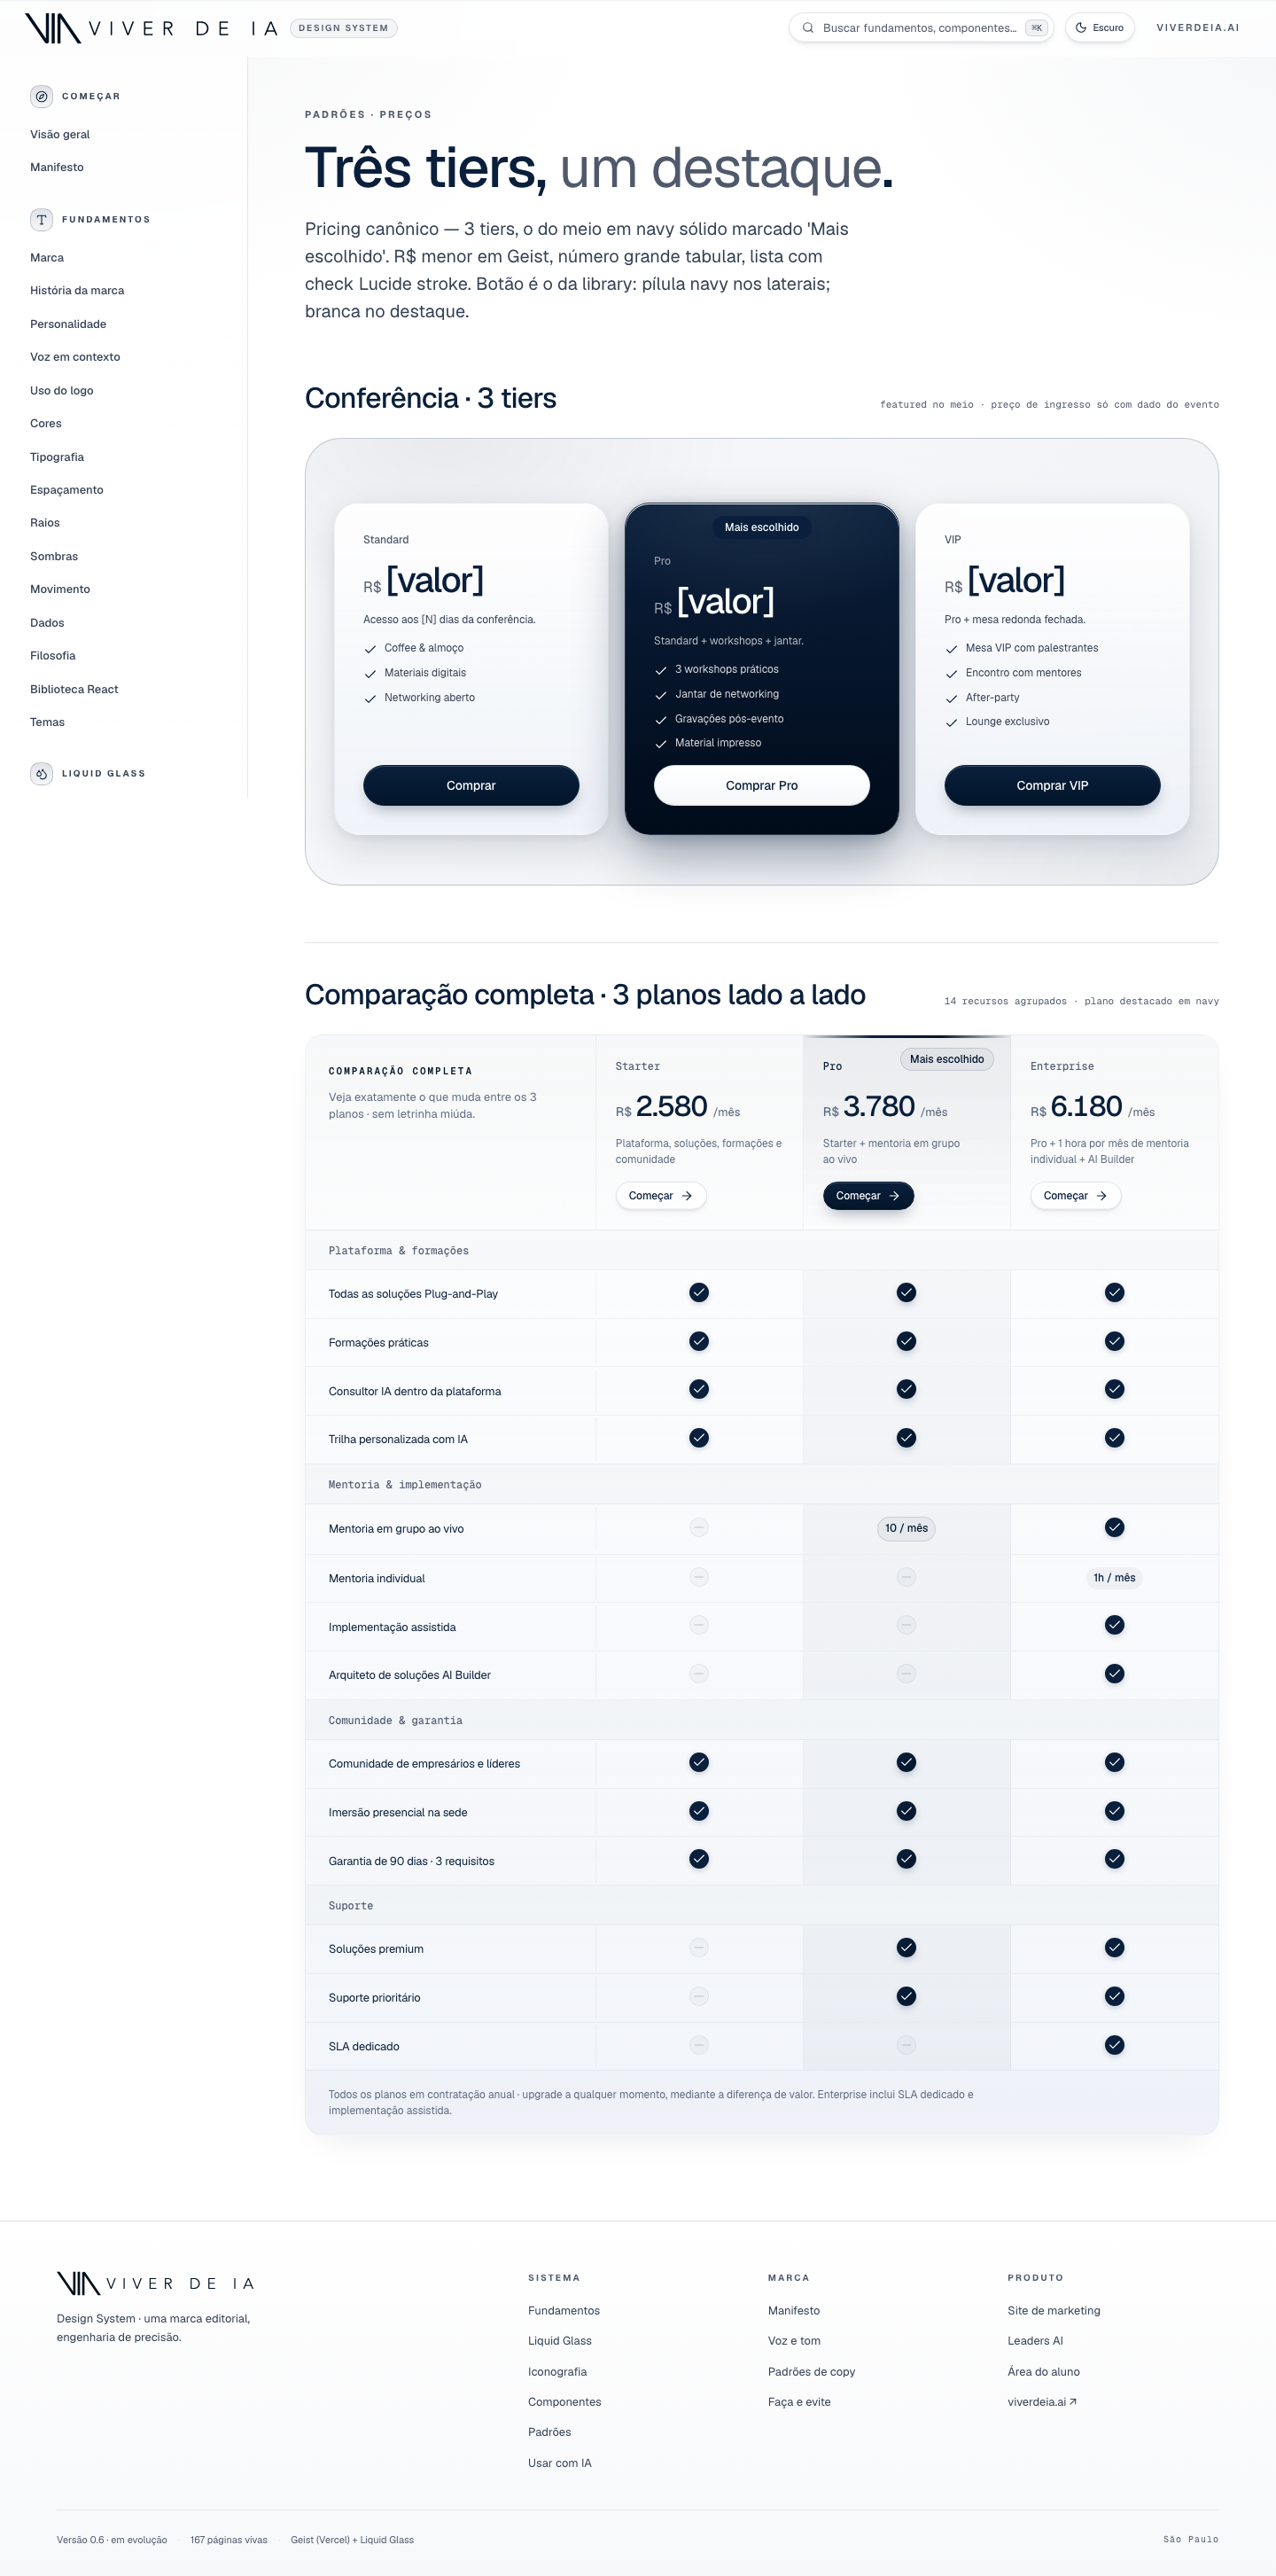 VIVER DE IA
DESIGN SYSTEM
Buscar fundamentos, componentes...
⌘K
Escuro
VIVERDEIA.AI
COMEÇAR
Visão geral
Manifesto
FUNDAMENTOS
Marca
História da marca
Personalidade
Voz em contexto
Uso do logo
Cores
Tipografia
Espaçamento
Raios
Sombras
Movimento
Dados
Filosofia
Biblioteca React
Temas
LIQUID GLASS
PADRÕES · PREÇOS
Três tiers, um destaque.
Pricing canônico — 3 tiers, o do meio em navy sólido marcado 'Mais
escolhido'. R$ menor em Geist, número grande tabular, lista com
check Lucide stroke. Botão é o da library: pílula navy nos laterais;
branca no destaque.
Conferência · 3 tiers
featured no meio · preço de ingresso só com dado do evento
Standard
R$ [valor]
Acesso aos [N] dias da conferência.
Coffee & almoço
Materiais digitais
Networking aberto
Comprar
Mais escolhido
Pro
R$ [valor]
Standard + workshops + jantar.
3 workshops práticos
Jantar de networking
Gravações pós-evento
Material impresso
Comprar Pro
VIP
R$ [valor]
Pro + mesa redonda fechada.
Mesa VIP com palestrantes
Encontro com mentores
After-party
Lounge exclusivo
Comprar VIP
Comparação completa · 3 planos lado a lado
14 recursos agrupados · plano destacado em navy
COMPARAÇÃO COMPLETA
Veja exatamente o que muda entre os 3
planos · sem letrinha miúda.
Starter
R$ 2.580 /mês
Plataforma, soluções, formações e
comunidade
Começar
Pro
Mais escolhido
R$ 3.780 /mês
Starter + mentoria em grupo
ao vivo
Começar
Enterprise
R$ 6.180 /mês
Pro + 1 hora por mês de mentoria
individual + AI Builder
Começar
Plataforma & formações
Todas as soluções Plug-and-Play
Formações práticas
Consultor IA dentro da plataforma
Trilha personalizada com IA
Mentoria & implementação
Mentoria em grupo ao vivo
10 / mês
Mentoria individual
1h / mês
Implementação assistida
Arquiteto de soluções AI Builder
Comunidade & garantia
Comunidade de empresários e líderes
Imersão presencial na sede
Garantia de 90 dias · 3 requisitos
Suporte
Soluções premium
Suporte prioritário
SLA dedicado
Todos os planos em contratação anual · upgrade a qualquer momento, mediante a diferença de valor. Enterprise inclui SLA dedicado e
implementação assistida.
VIVER DE IA
Design System · uma marca editorial,
engenharia de precisão.
SISTEMA
Fundamentos
Liquid Glass
Iconografia
Componentes
Padrões
Usar com IA
MARCA
Manifesto
Voz e tom
Padrões de copy
Faça e evite
PRODUTO
Site de marketing
Leaders AI
Área do aluno
viverdeia.ai ↗
Versão 0.6 · em evolução · 167 páginas vivas · Geist (Vercel) + Liquid Glass
São Paulo